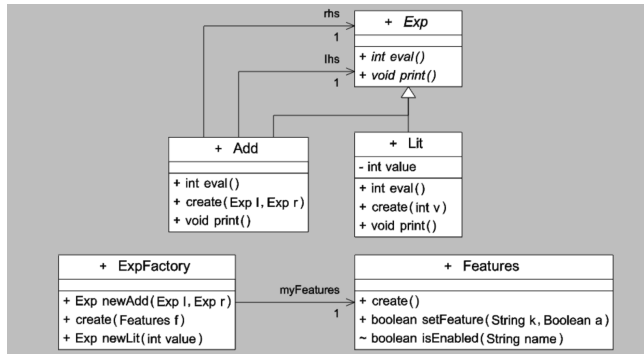 rhs
1
lhs
1
+ Exp
+ int eval()
+ void print()
+ Add
+ int eval()
+ create(Exp l, Exp r)
+ void print()
+ Lit
- int value
+ int eval()
+ create(int v)
+ void print()
+ ExpFactory
+ Exp newAdd(Exp l, Exp r)
+ create(Features f)
+ Exp newLit(int value)
myFeatures
1
+ Features
+ create()
+ boolean setFeature(String k, Boolean a)
~ boolean isEnabled(String name)